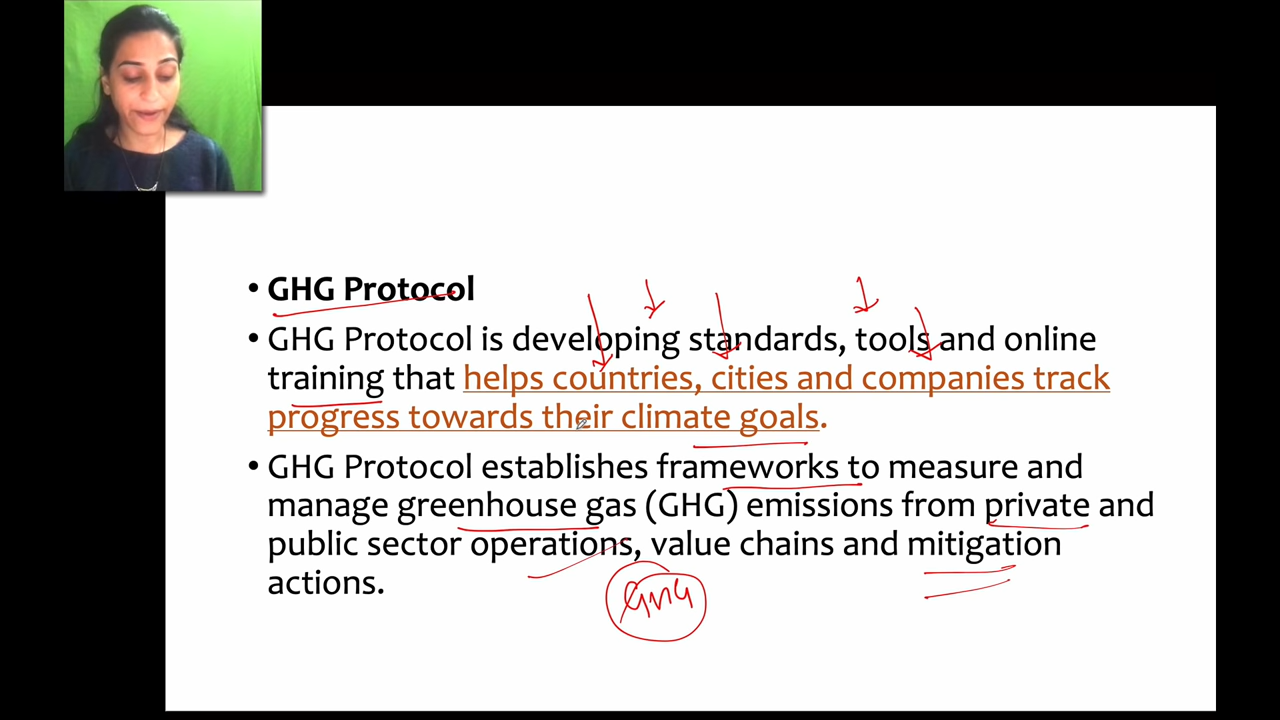 • GHG Protocol
• GHG Protocol is developing standards, tools and online
training that helps countries, cities and companies track
progress towards their climate goals.
• GHG Protocol establishes frameworks to measure and
manage greenhouse gas (GHG) emissions from private and
public sector operations, value chains and mitigation
actions.
GHG